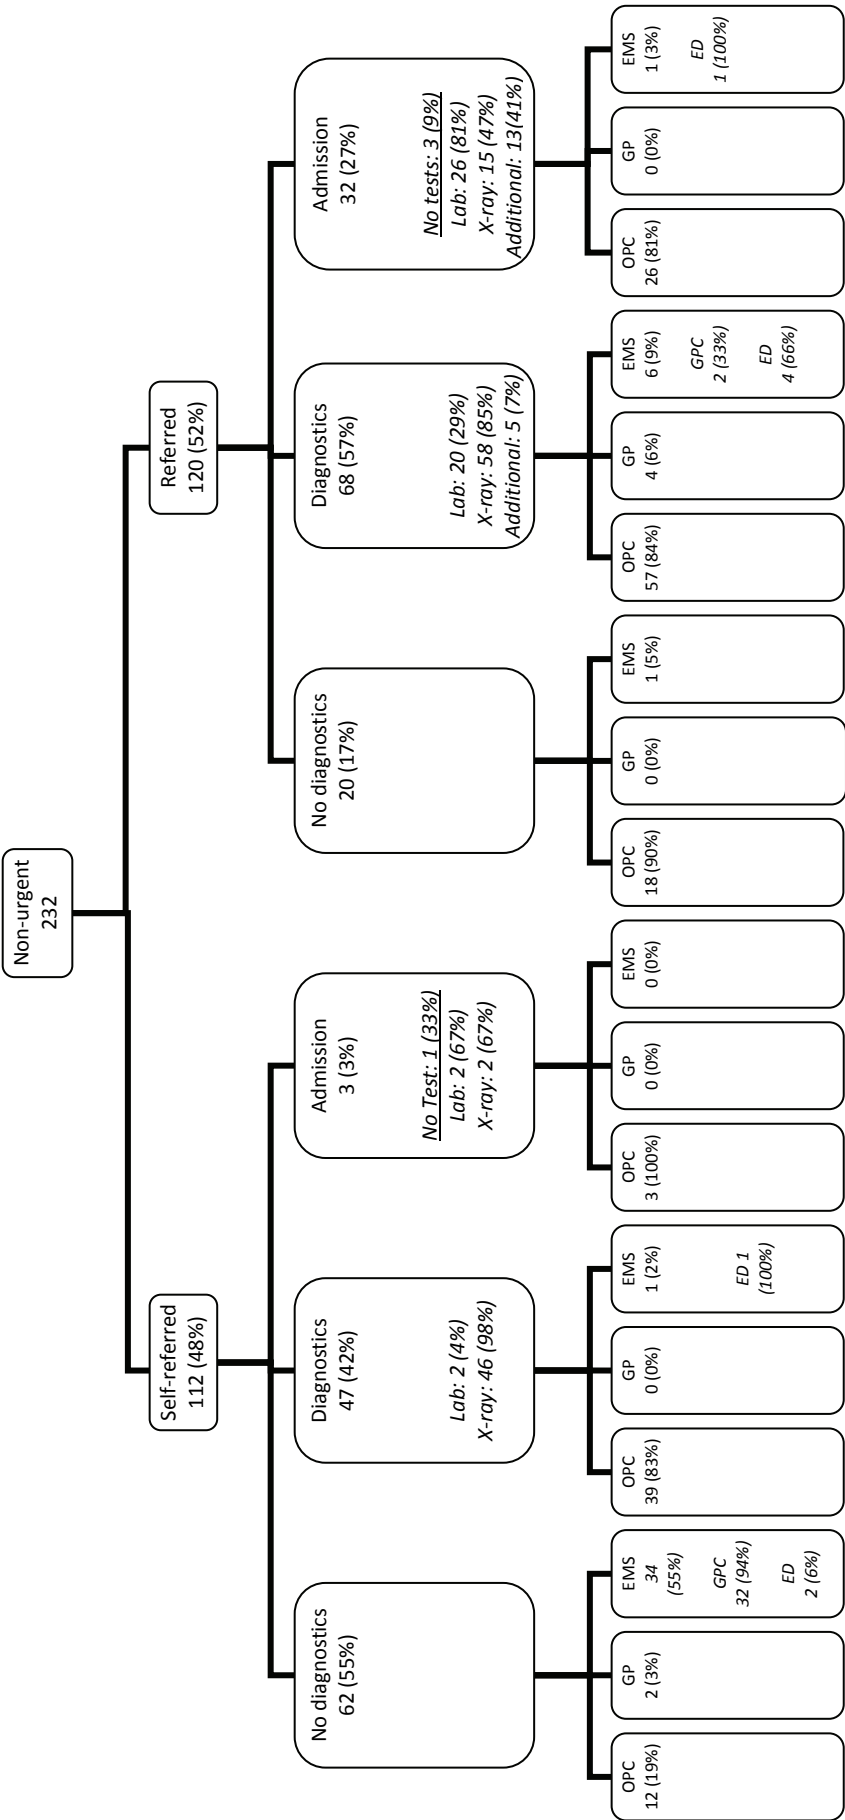 Non-urgent
232
Self-referred
112 (48%)
Referred
120 (52%)
No diagnostics
62 (55%)
Diagnostics
47 (42%)
Lab: 2 (4%)
X-ray: 46 (98%)
Admission
3 (3%)
No Test: 1 (33%)
Lab: 2 (67%)
X-ray: 2 (67%)
No diagnostics
20 (17%)
Diagnostics
68 (57%)
Lab: 20 (29%)
X-ray: 58 (85%)
Additional: 5 (7%)
Admission
32 (27%)
No tests: 3 (9%)
Lab: 26 (81%)
X-ray: 15 (47%)
Additional: 13(41%)
OPC
12 (19%)
GP
2 (3%)
EMS
34
(55%)
GPC
32 (94%)
ED
2 (6%)
OPC
39 (83%)
GP
0 (0%)
EMS
1 (2%)
ED 1
(100%)
OPC
3 (100%)
GP
0 (0%)
EMS
0 (0%)
OPC
18 (90%)
GP
0 (0%)
EMS
1 (5%)
OPC
57 (84%)
GP
4 (6%)
EMS
6 (9%)
GPC
2 (33%)
ED
4 (66%)
OPC
26 (81%)
GP
0 (0%)
EMS
1 (3%)
ED
1 (100%)